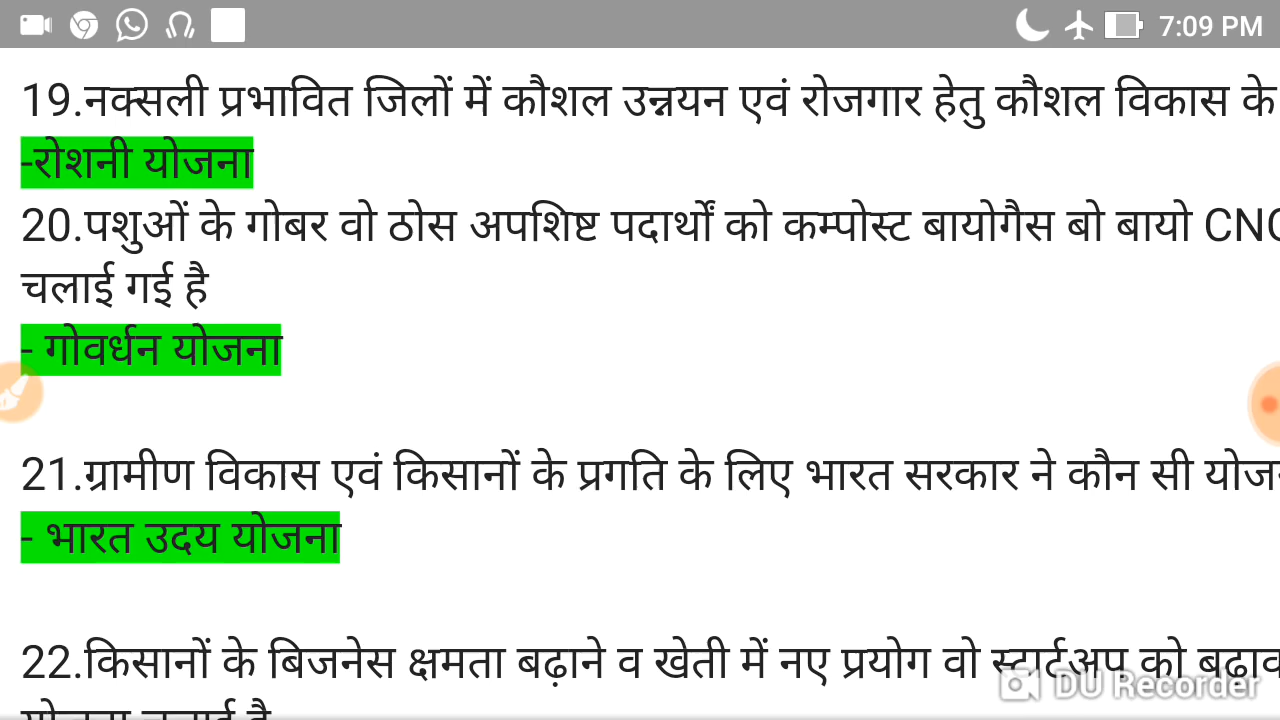 7:09 PM
19.नक्सली प्रभावित जिलों में कौशल उन्नयन एवं रोजगार हेतु कौशल विकास के
-रोशनी योजना
20.पशुओं के गोबर वो ठोस अपशिष्ट पदार्थों को कम्पोस्ट बायोगैस बो बायो CNG
चलाई गई है
- गोवर्धन योजना
21.ग्रामीण विकास एवं किसानों के प्रगति के लिए भारत सरकार ने कौन सी
- भारत उदय योजना
22.किसानों के बिजनेस क्षमता बढ़ाने व खेती में नए प्रयोग वो स्टार्टअप को
DU Recorder